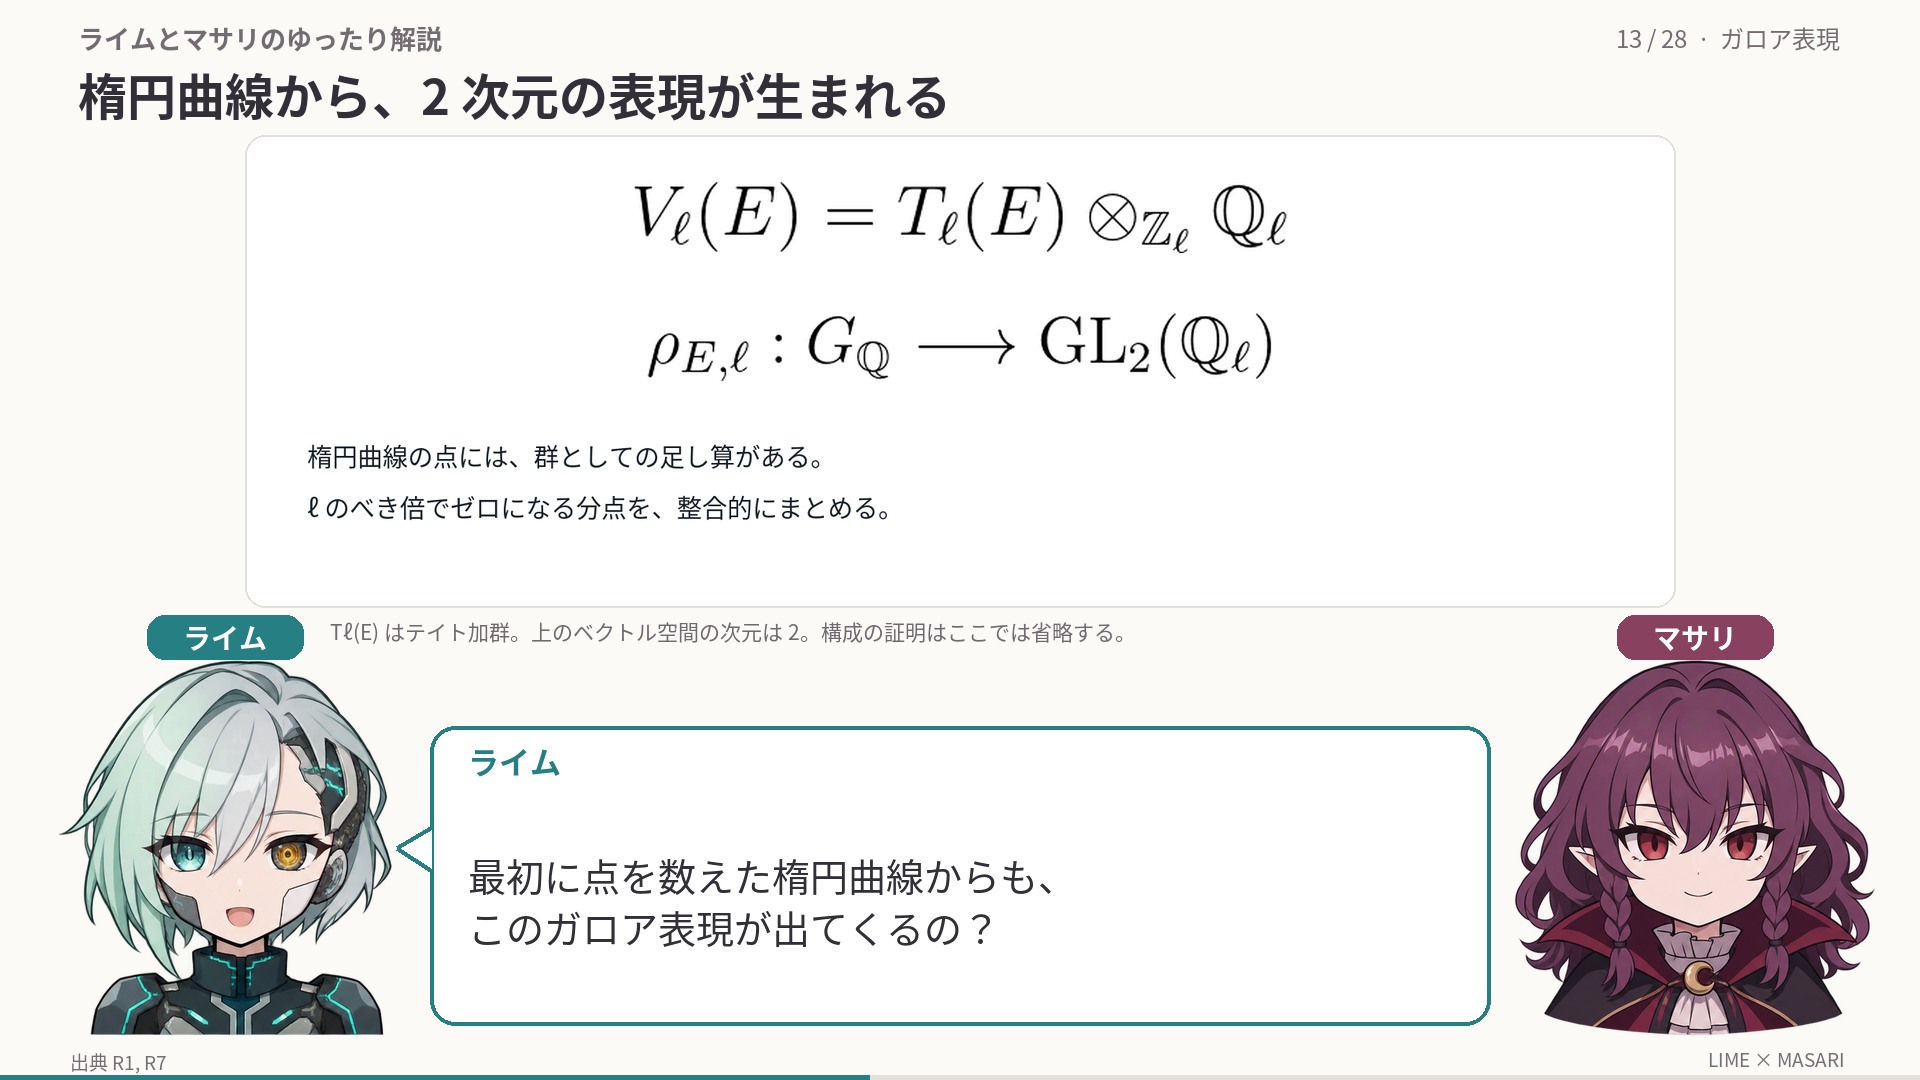 ライムとマサリのゆったり解説
13 / 28 · ガロア表現
楕円曲線から、2 次元の表現が生まれる
V_ℓ(E) = T_ℓ(E) ⊗_{ℤ_ℓ} ℚ_ℓ
ρ_{E,ℓ} : G_ℚ ⟶ GL_2(ℚ_ℓ)
楕円曲線の点には、群としての足し算がある。
ℓ のべき倍でゼロになる分点を、整合的にまとめる。
ライム
Tℓ(E) はテイト加群。上のベクトル空間の次元は 2。構成の証明はここでは省略する。
マサリ
ライム
最初に点を数えた楕円曲線からも、
このガロア表現が出てくるの？
出典 R1, R7
LIME × MASARI